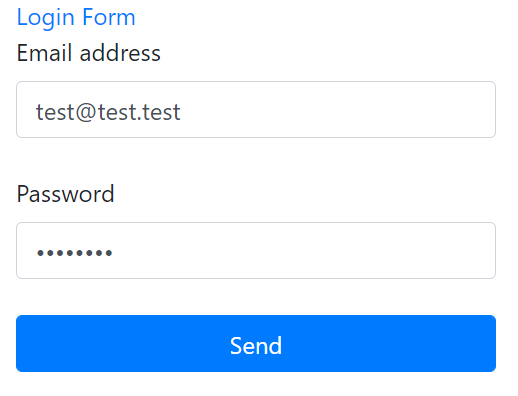 Login Form
Email address
test@test.test
Password
••••••••
Send